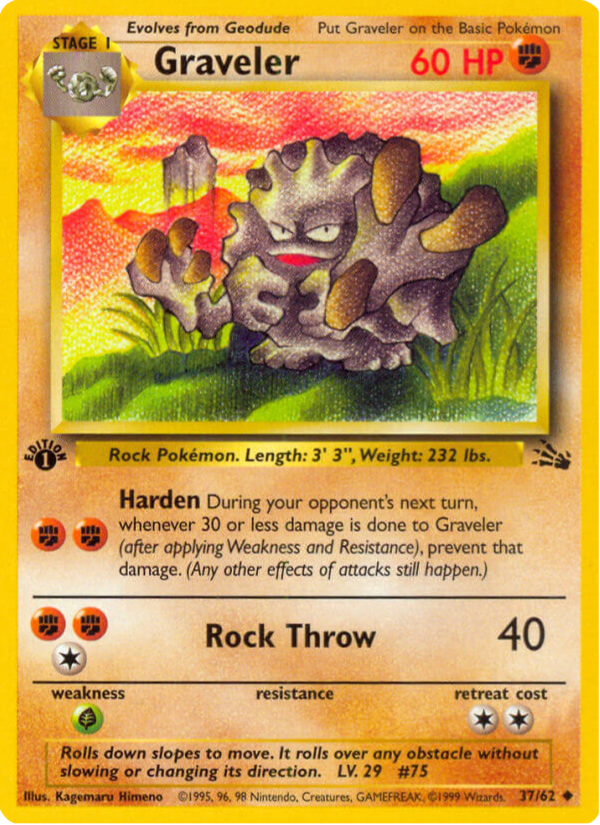 Evolves from Geodude Put Graveler on the Basic Pokémon
STAGE 1
Graveler 60 HP
EDITION
1
Rock Pokémon. Length: 3' 3", Weight: 232 lbs.
Harden During your opponent's next turn,
whenever 30 or less damage is done to Graveler
(after applying Weakness and Resistance), prevent that
damage. (Any other effects of attacks still happen.)
Rock Throw 40
weakness resistance retreat cost
Rolls down slopes to move. It rolls over any obstacle without
slowing or changing its direction. LV. 29 #75
Illus. Kagemaru Himeno ©1995, 96, 98 Nintendo, Creatures, GAMEFREAK. ©1999 Wizards. 37/62